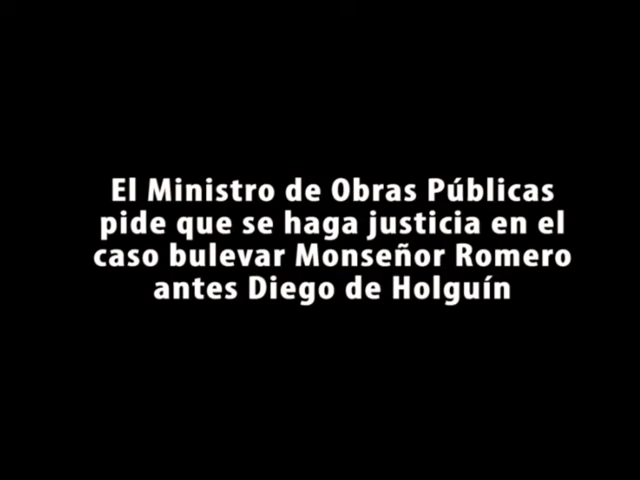 El Ministro de Obras Públicas
pide que se haga justicia en el
caso bulevar Monseñor Romero
antes Diego de Holguín